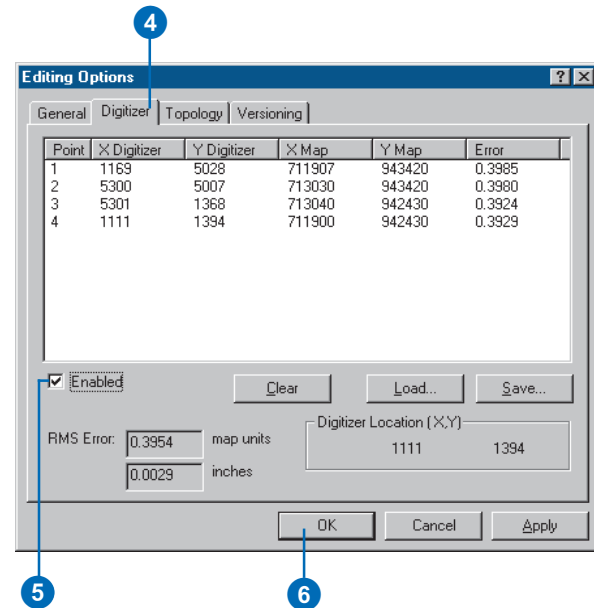 4
Editing Options
General Digitizer Topology Versioning
Point X Digitizer Y Digitizer X Map Y Map Error
1 1169 5028 711907 943420 0.3985
2 5300 5007 713030 943420 0.3980
3 5301 1368 713040 942430 0.3924
4 1111 1394 711900 942430 0.3929
Enabled Clear Load... Save...
Digitizer Location (X,Y)
RMS Error: 0.3954 map units 1111 1394
0.0029 inches
OK Cancel Apply
5 6